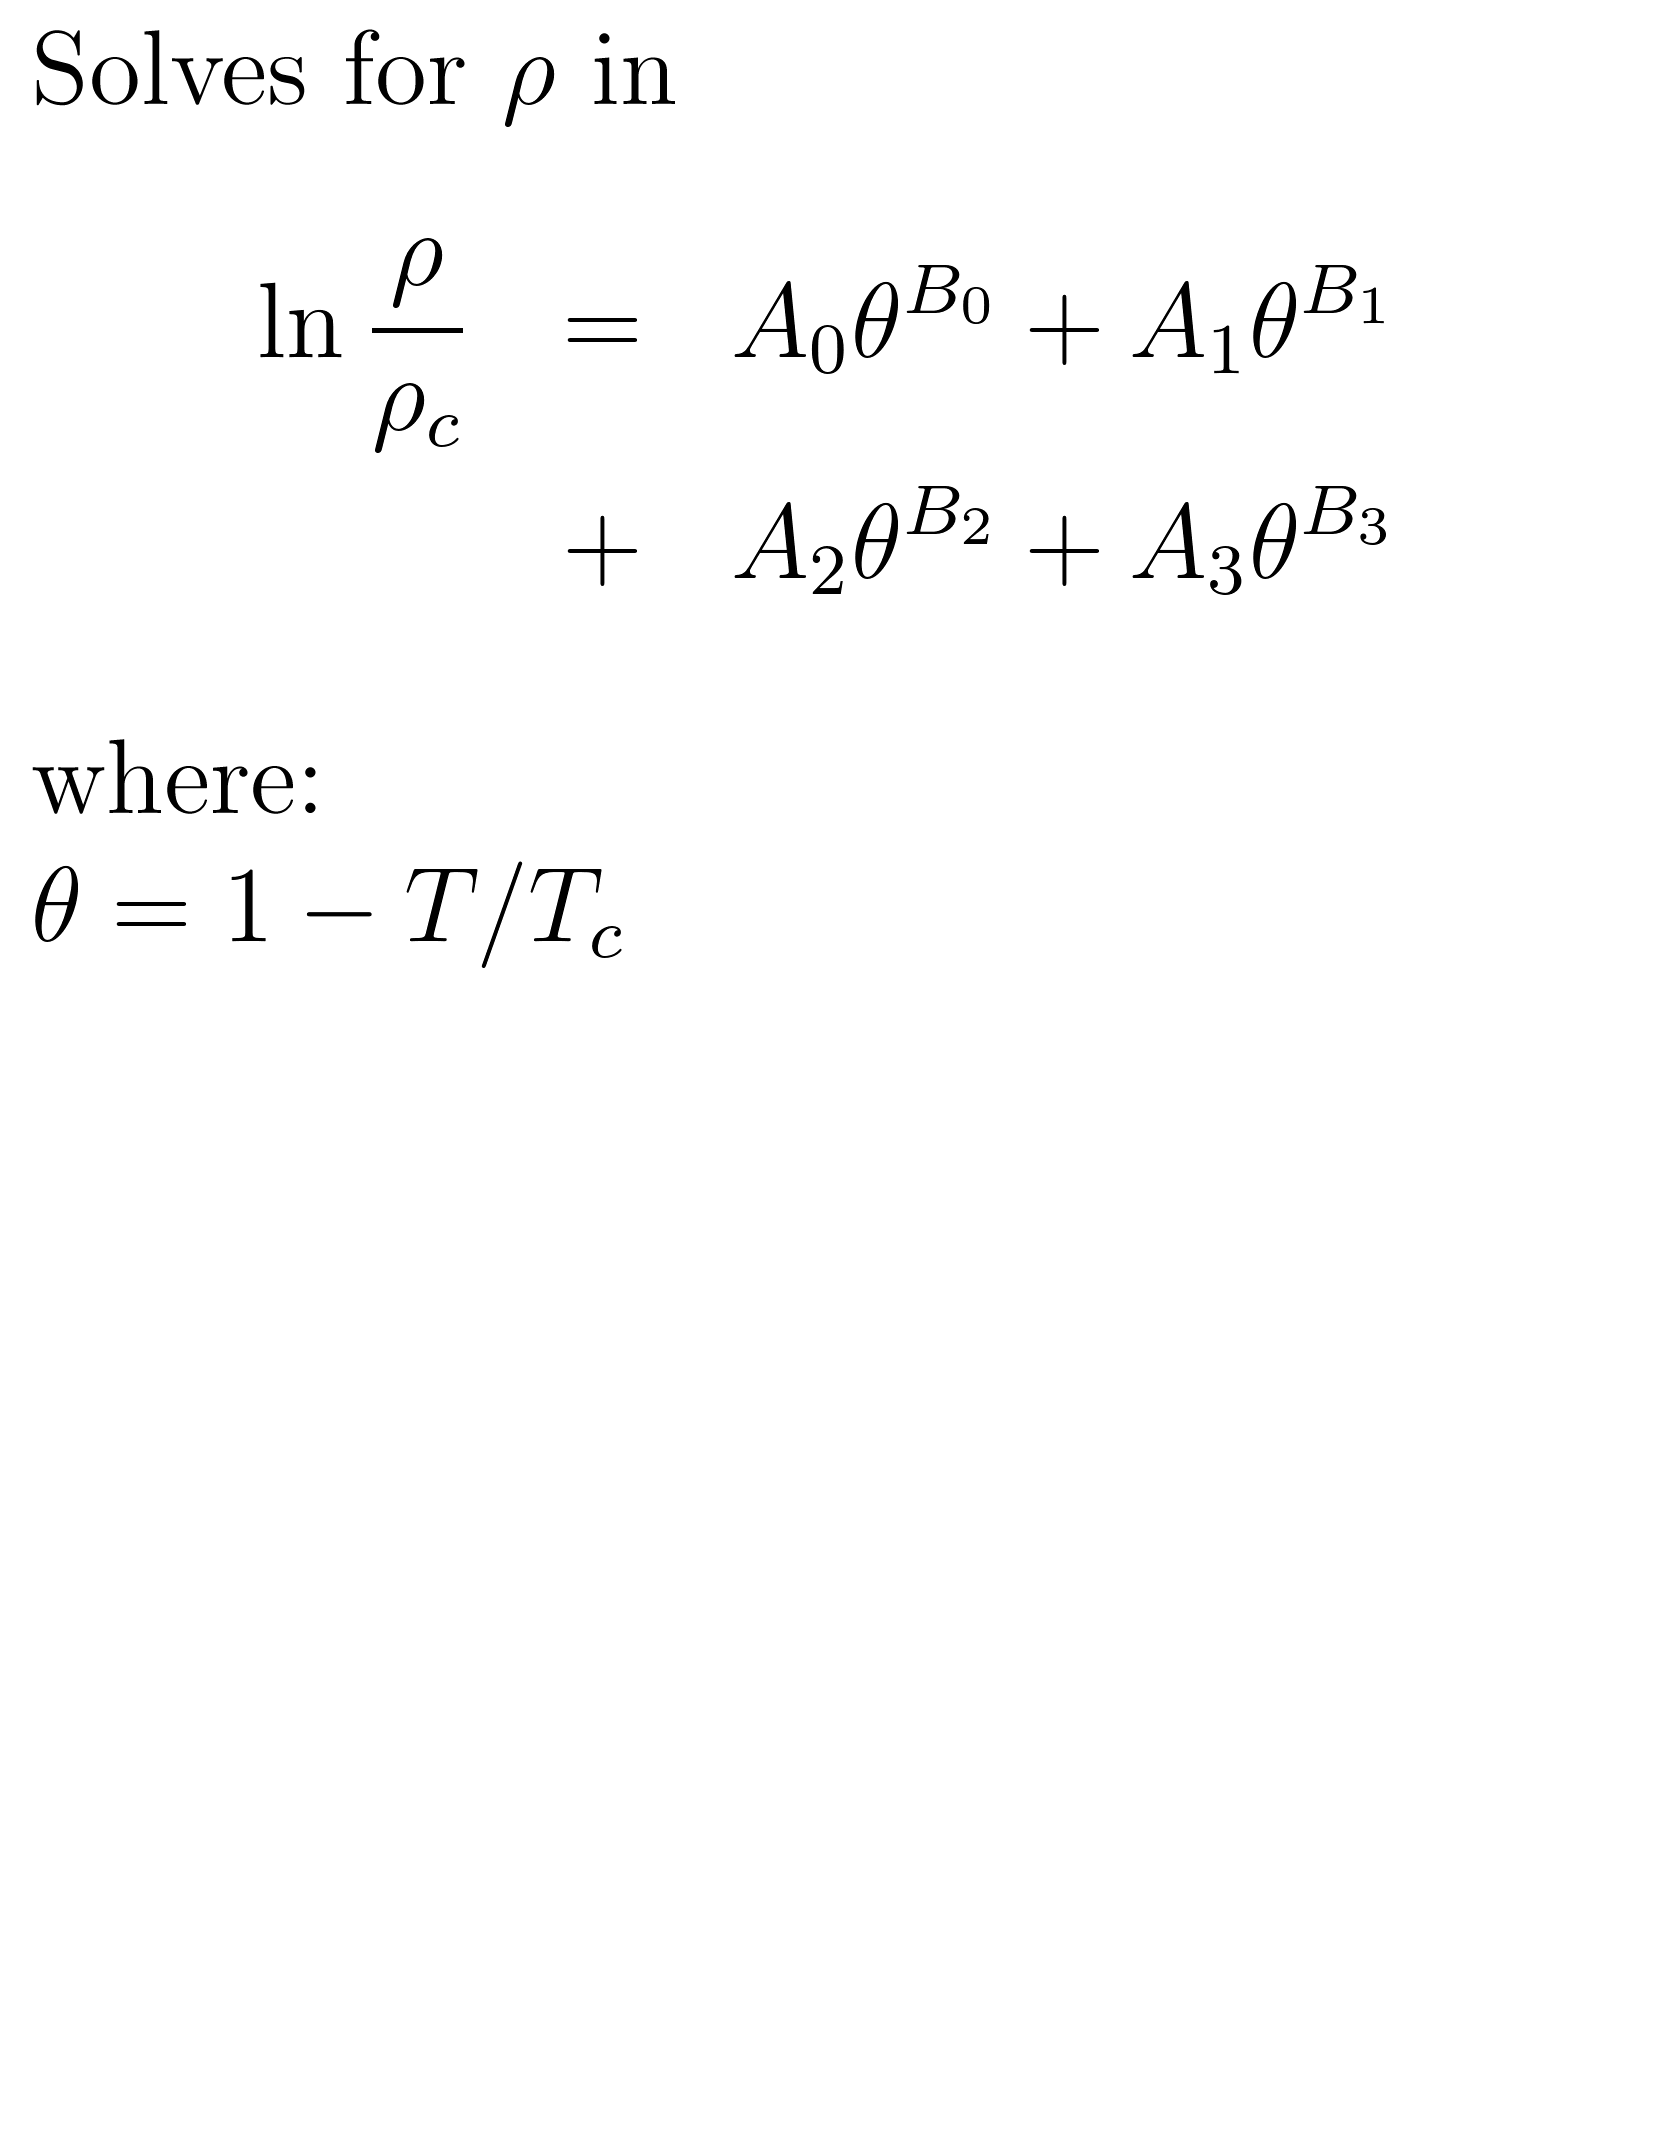 Solves for ρ in
ln ρ/ρ_c = A_0θ^{B_0} + A_1θ^{B_1}
+ A_2θ^{B_2} + A_3θ^{B_3}
where:
θ = 1 − T/T_c